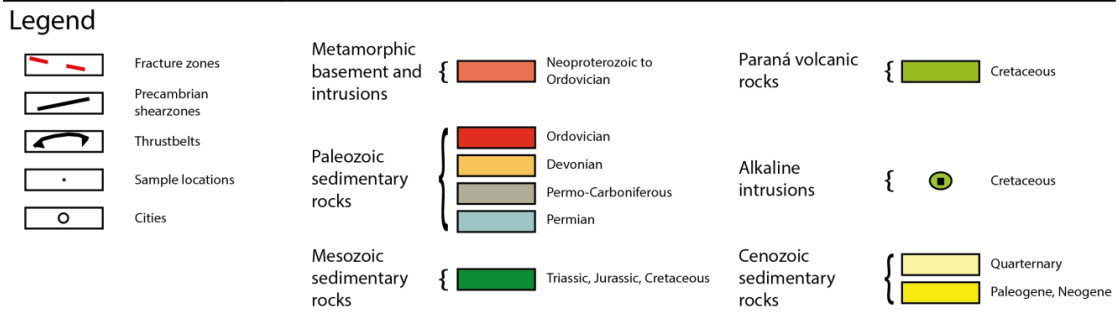 Legend
Fracture zones
Precambrian
shearzones
Thrustbelts
Sample locations
Cities
Metamorphic
basement and
intrusions
Neoproterozoic to
Ordovician
Paleozoic
sedimentary
rocks
Ordovician
Devonian
Permo-Carboniferous
Permian
Mesozoic
sedimentary
rocks
Triassic, Jurassic, Cretaceous
Paraná volcanic
rocks
Cretaceous
Alkaline
intrusions
Cretaceous
Cenozoic
sedimentary
rocks
Quarternary
Paleogene, Neogene